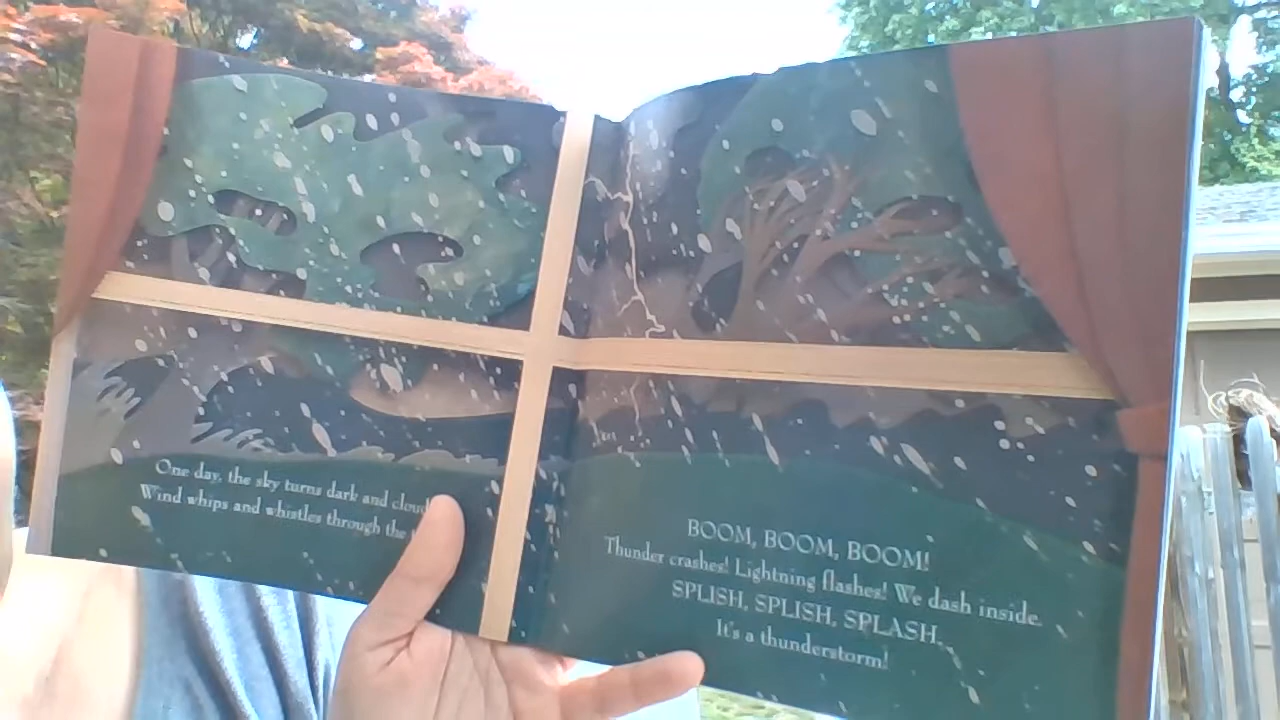 One day, the sky turns dark and
Wind whips and whistles through the
BOOM, BOOM, BOOM!
Thunder crashes! Lightning flashes! We dash inside.
SPLISH, SPLISH, SPLASH,
It's a thunderstorm!